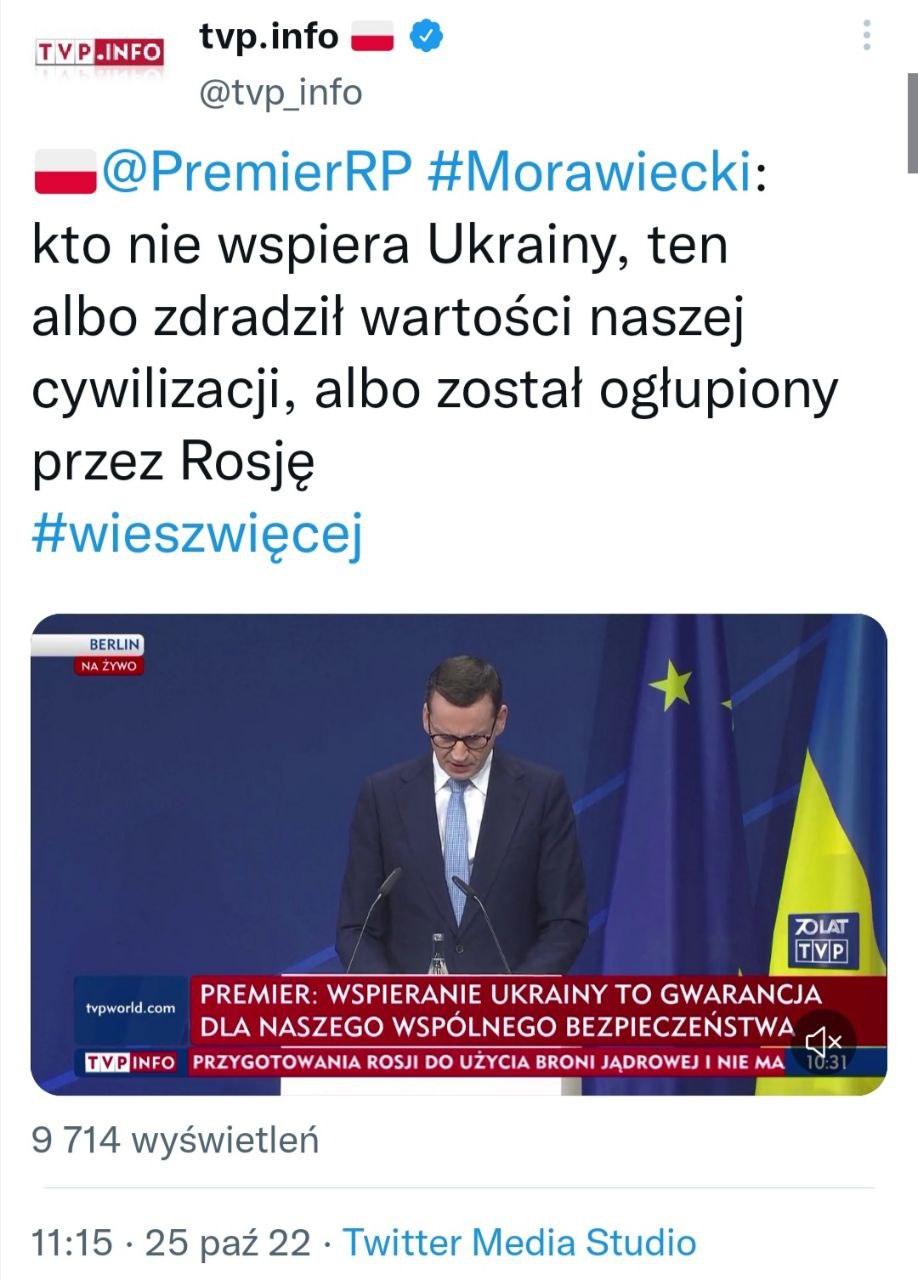 TVP.INFO
tvp.info
@tvp_info
@PremierRP #Morawiecki:
kto nie wspiera Ukrainy, ten
albo zdradził wartości naszej
cywilizacji, albo został ogłupiony
przez Rosję
#wieszwięcej
BERLIN
NA ŻYWO
70 LAT
TVP
tvpworld.com
PREMIER: WSPIERANIE UKRAINY TO GWARANCJA
DLA NASZEGO WSPÓLNEGO BEZPIECZEŃSTWA
TVP INFO PRZYGOTOWANIA ROSJI DO UŻYCIA BRONI JĄDROWEJ I NIE MA 10:31
9 714 wyświetleń
11:15 · 25 paź 22 · Twitter Media Studio